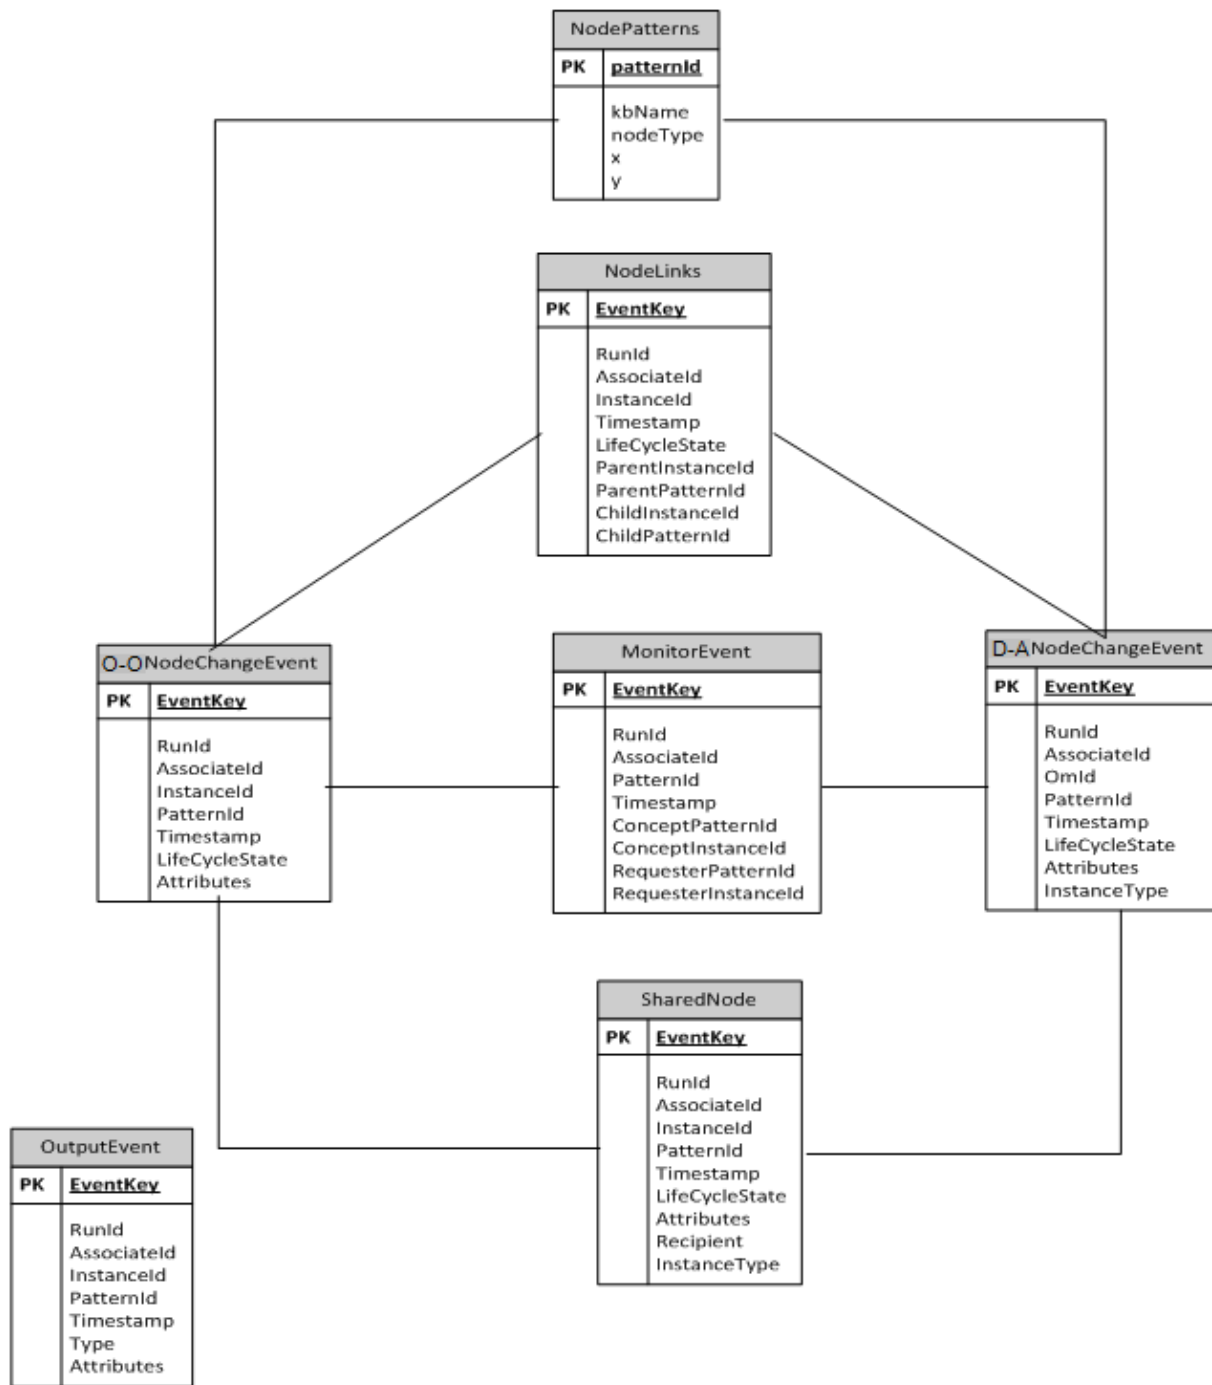 NodePatterns
PK patternId
kbName
nodeType
x
y
NodeLinks
PK EventKey
RunId
AssociateId
InstanceId
Timestamp
LifeCycleState
ParentInstanceId
ParentPatternId
ChildInstanceId
ChildPatternId
O-ONodeChangeEvent
PK EventKey
RunId
AssociateId
InstanceId
PatternId
Timestamp
LifeCycleState
Attributes
MonitorEvent
PK EventKey
RunId
AssociateId
PatternId
Timestamp
ConceptPatternId
ConceptInstanceId
RequesterPatternId
RequesterInstanceId
D-ANodeChangeEvent
PK EventKey
RunId
AssociateId
OmId
PatternId
Timestamp
LifeCycleState
Attributes
InstanceType
SharedNode
PK EventKey
RunId
AssociateId
InstanceId
PatternId
Timestamp
LifeCycleState
Attributes
Recipient
InstanceType
OutputEvent
PK EventKey
RunId
AssociateId
InstanceId
PatternId
Timestamp
Type
Attributes